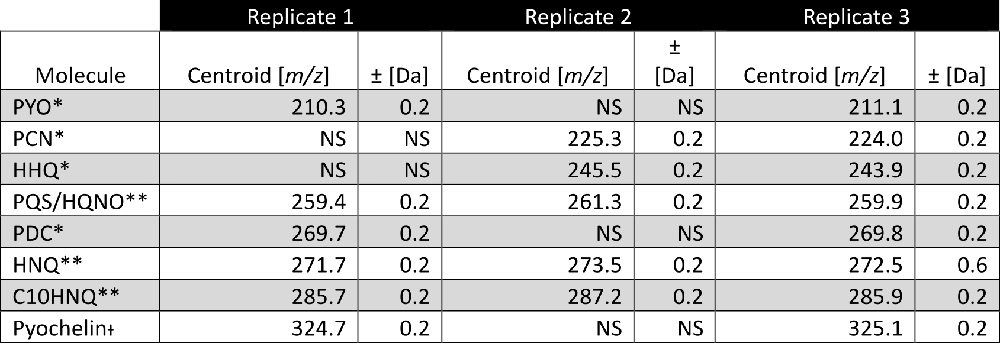 Replicate 1 Replicate 2 Replicate 3
Molecule Centroid [m/z] ± [Da] Centroid [m/z] ± [Da] Centroid [m/z] ± [Da]
PYO* 210.3 0.2 NS NS 211.1 0.2
PCN* NS NS 225.3 0.2 224.0 0.2
HHQ* NS NS 245.5 0.2 243.9 0.2
PQS/HQNO** 259.4 0.2 261.3 0.2 259.9 0.2
PDC* 269.7 0.2 NS NS 269.8 0.2
HNQ** 271.7 0.2 273.5 0.2 272.5 0.6
C10HNQ** 285.7 0.2 287.2 0.2 285.9 0.2
Pyochelinɫ 324.7 0.2 NS NS 325.1 0.2